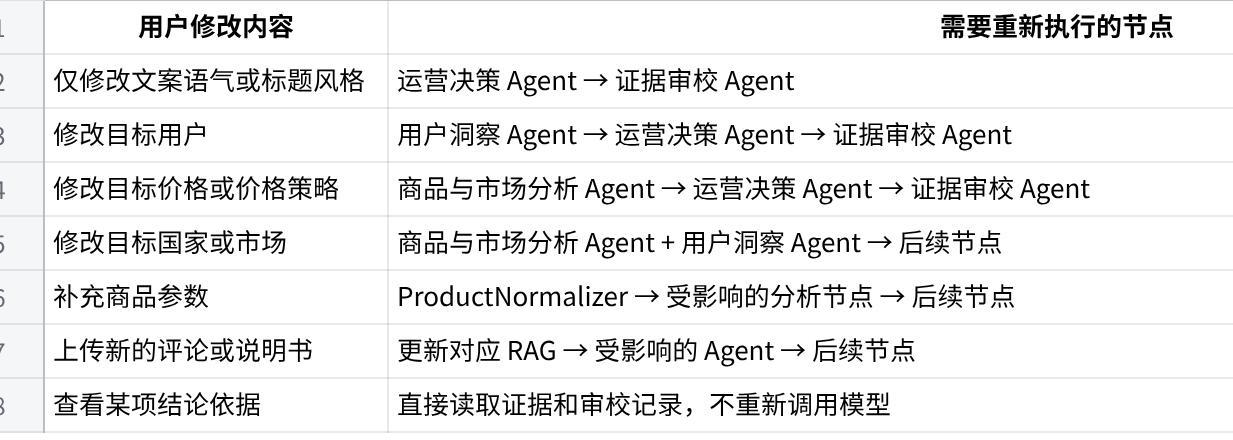 用户修改内容 需要重新执行的节点
2 仅修改文案语气或标题风格 运营决策 Agent → 证据审校 Agent
修改目标用户 用户洞察 Agent → 运营决策 Agent → 证据审校 Agent
修改目标价格或价格策略 商品与市场分析 Agent → 运营决策 Agent → 证据审校 Agent
修改目标国家或市场 商品与市场分析 Agent + 用户洞察 Agent → 后续节点
补充商品参数 ProductNormalizer → 受影响的分析节点 → 后续节点
上传新的评论或说明书 更新对应 RAG → 受影响的 Agent → 后续节点
查看某项结论依据 直接读取证据和审校记录，不重新调用模型